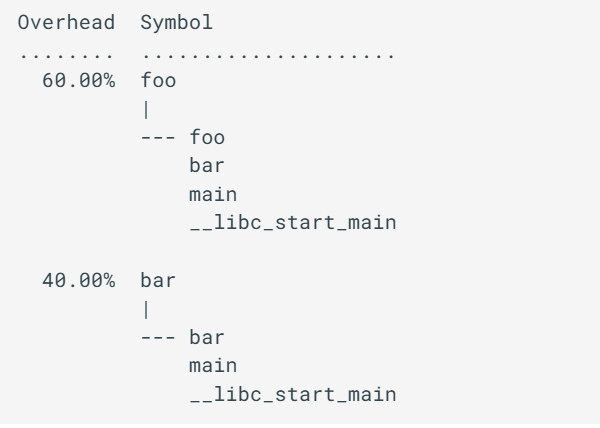 Overhead  Symbol
........  .....................
  60.00%  foo
          |
          --- foo
              bar
              main
              __libc_start_main

  40.00%  bar
          |
          --- bar
              main
              __libc_start_main